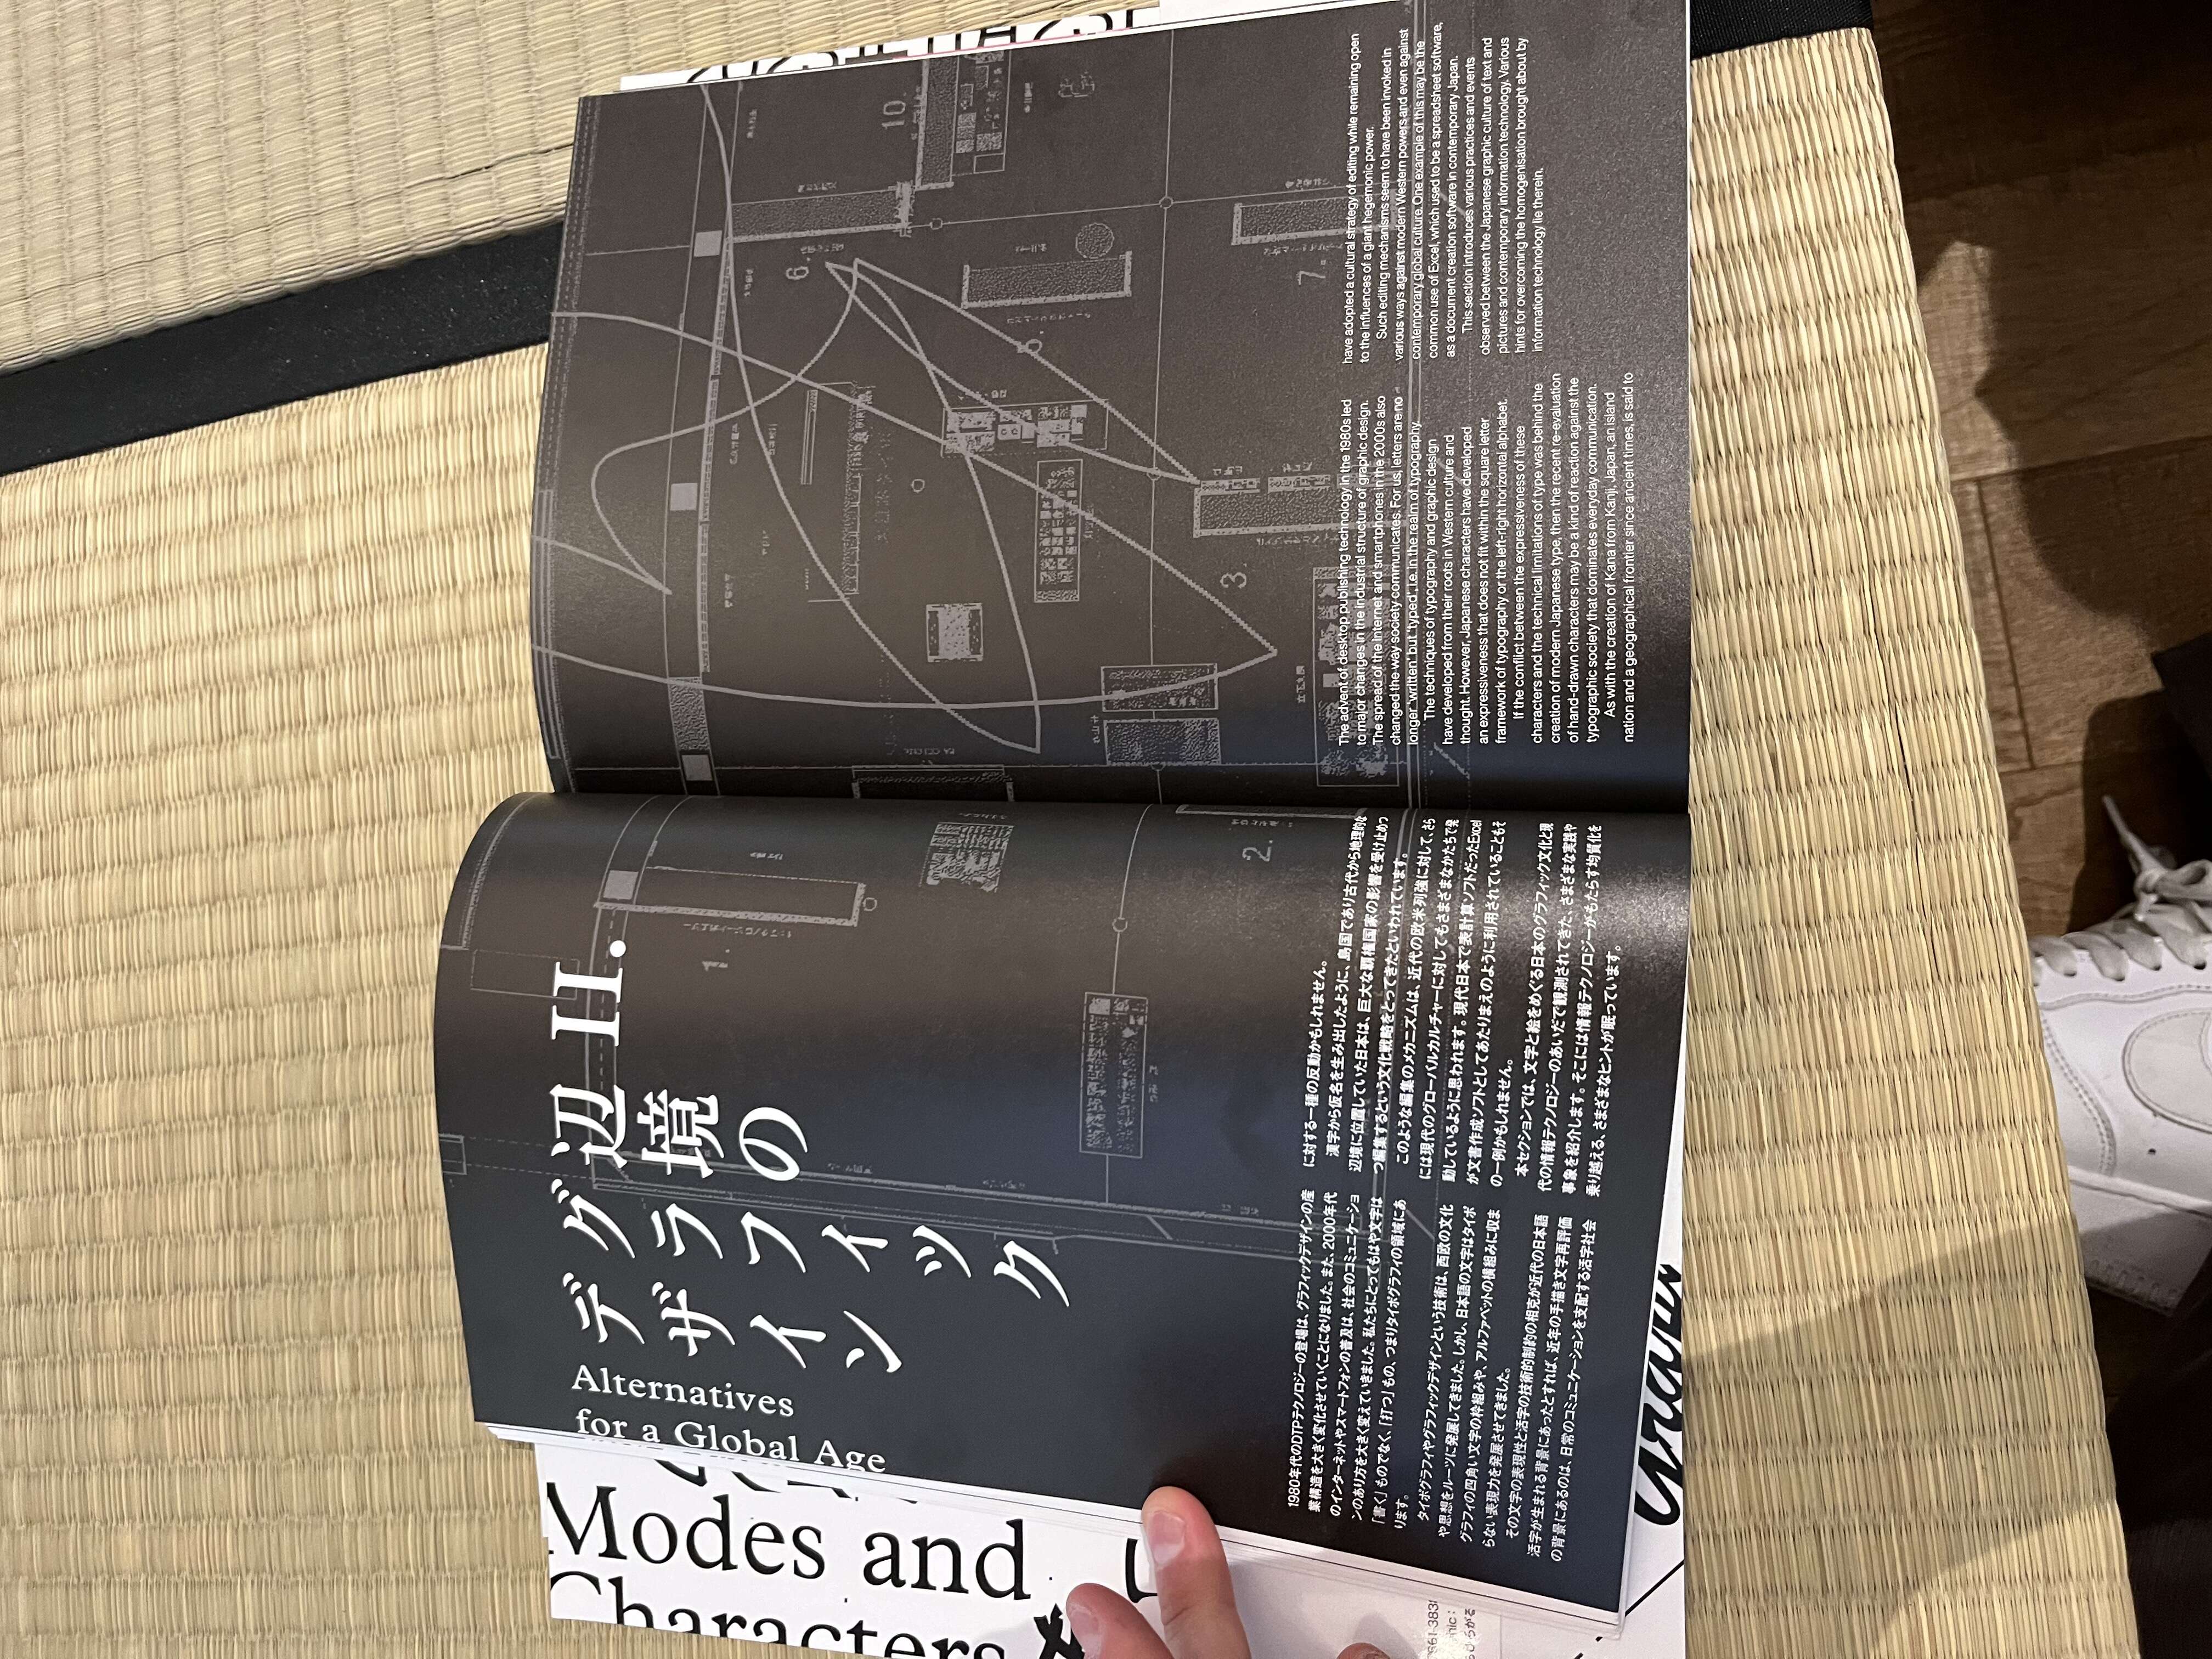 Modes and
Characters
II.
辺境の
グラフィック
デザイン
Alternatives
for a Global Age
1980年代のDTPテクノロジーの登場は、グラフィックデザインの産
業構造を大きく変化させていくことになりました。また、2000年代
のインターネットやスマートフォンの普及は、社会のコミュニケーショ
ンのあり方を大きく変えていきました。私たちにとってもはや文字は
「書く」ものでなく、「打つ」もの、つまりタイポグラフィの領域にあ
ります。
タイポグラフィやグラフィックデザインという技術は、西欧の文化
や思想をルーツに発展してきました。しかし、日本語の文字はタイポ
グラフィの四角い文字の枠組みや、アルファベットの横組みに収ま
らない表現力を発展させてきました。
その文字の表現性と活字の技術的制約の相克が近代の日本語
活字が生まれる背景にあったとすれば、近年の手描き文字再評価
の背景にあるのは、日常のコミュニケーションを支配する活字社会
に対する一種の反動かもしれません。
漢字から仮名を生み出したように、島国であり古代から地理的な
辺境に位置していた日本は、巨大な覇権国家の影響を受け止めつ
つ編集するという文化戦略をとってきたといわれています。
このような編集のメカニズムは、近代の欧米列強に対して、さら
には現代のグローバルカルチャーに対してもさまざまなかたちで発
動しているように思われます。現代日本で表計算ソフトだったExcel
が文書作成ソフトとしてあたりまえのように利用されていることもそ
の一例かもしれません。
本セクションでは、文字と絵をめぐる日本のグラフィック文化と現
代の情報テクノロジーのあいだで観測されてきた、さまざまな実践や
事象を紹介します。そこには情報テクノロジーがもたらす均質化を
乗り越える、さまざまなヒントが眠っています。
2.
6.
10.
3.
7.
The advent of desktop publishing technology in the 1980s led
to major changes in the industrial structure of graphic design.
The spread of the Internet and smartphones in the 2000s also
changed the way society communicates. For us, letters are no
longer 'written' but 'typed', i.e. in the realm of typography.
The techniques of typography and graphic design
have developed from their roots in Western culture and
thought. However, Japanese characters have developed
an expressiveness that does not fit within the square letter
framework of typography or the left-right horizontal alphabet.
If the conflict between the expressiveness of these
characters and the technical limitations of type was behind the
creation of modern Japanese type, then the recent re-evaluation
of hand-drawn characters may be a kind of reaction against the
typographic society that dominates everyday communication.
As with the creation of Kana from Kanji, Japan, an island
nation and a geographical frontier since ancient times, is said to
have adopted a cultural strategy of editing while remaining open
to the influences of a giant hegemonic power.
Such editing mechanisms seem to have been invoked in
various ways against modern Western powers and even against
contemporary global culture. One example of this may be the
common use of Excel, which used to be a spreadsheet software,
as a document creation software in contemporary Japan.
This section introduces various practices and events
observed between the Japanese graphic culture of text and
pictures and contemporary information technology. Various
hints for overcoming the homogenisation brought about by
information technology lie therein.